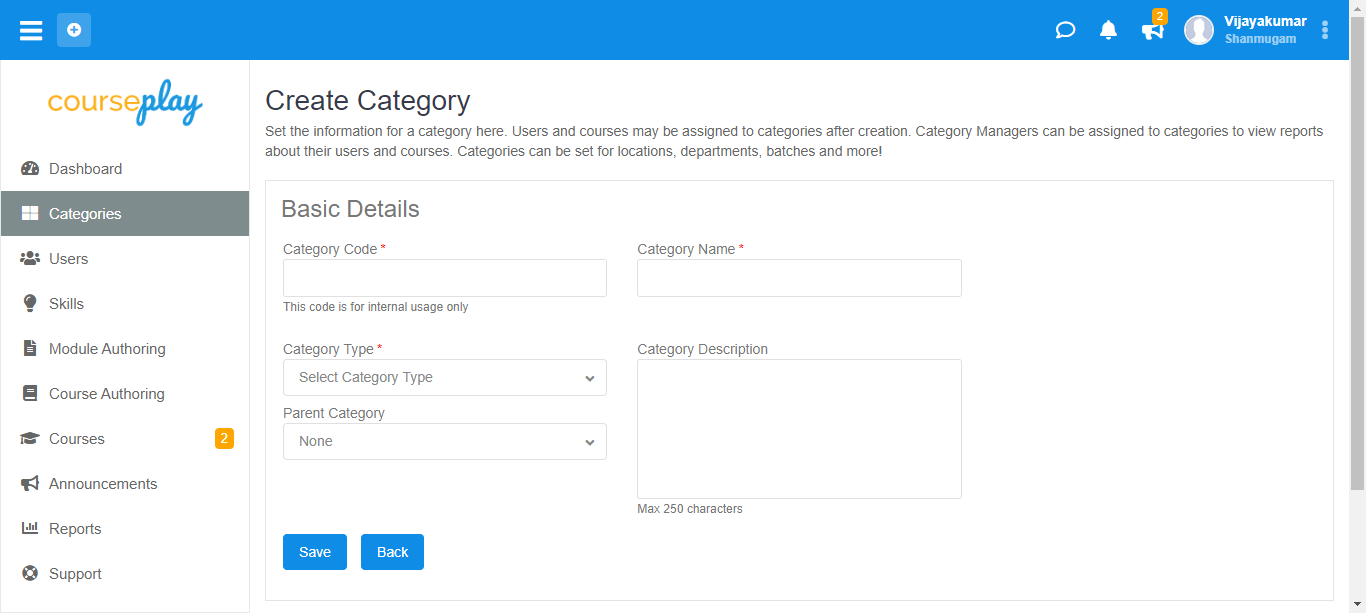 2
Vijayakumar
Shanmugam
courseplay
Dashboard
Categories
Users
Skills
Module Authoring
Course Authoring
Courses 2
Announcements
Reports
Support
Create Category
Set the information for a category here. Users and courses may be assigned to categories after creation. Category Managers can be assigned to categories to view reports
about their users and courses. Categories can be set for locations, departments, batches and more!
Basic Details
Category Code *
This code is for internal usage only
Category Name *
Category Type *
Select Category Type
Parent Category
None
Category Description
Max 250 characters
Save Back